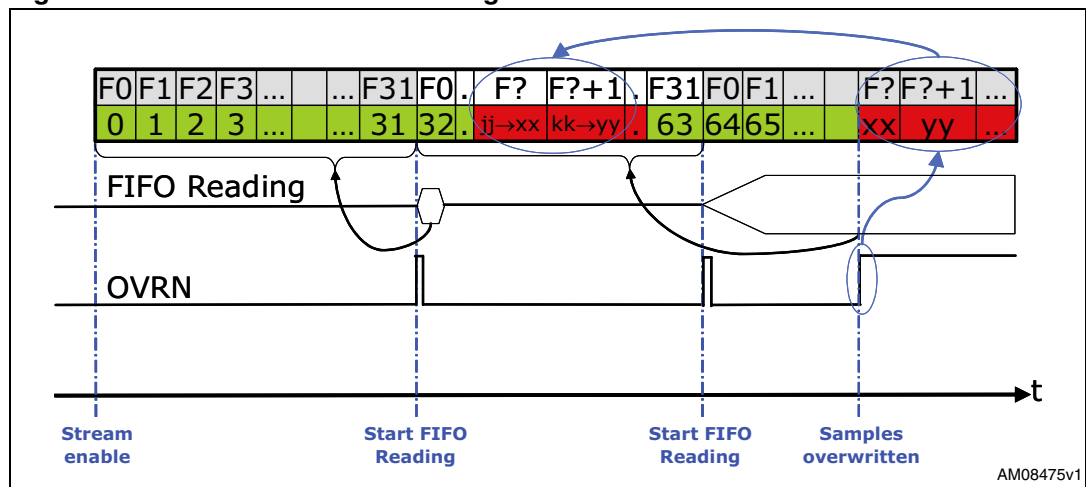 F0 F1 F2 F3 ... ... F31 F0 . F? F?+1 . F31 F0 F1 ... F? F?+1 ...
0 1 2 3 ... ... 31 32 . jj→xx kk→yy . 63 64 65 ... xx yy ...
FIFO Reading
OVRN
t
Stream
enable
Start FIFO
Reading
Start FIFO
Reading
Samples
overwritten
AM08475v1